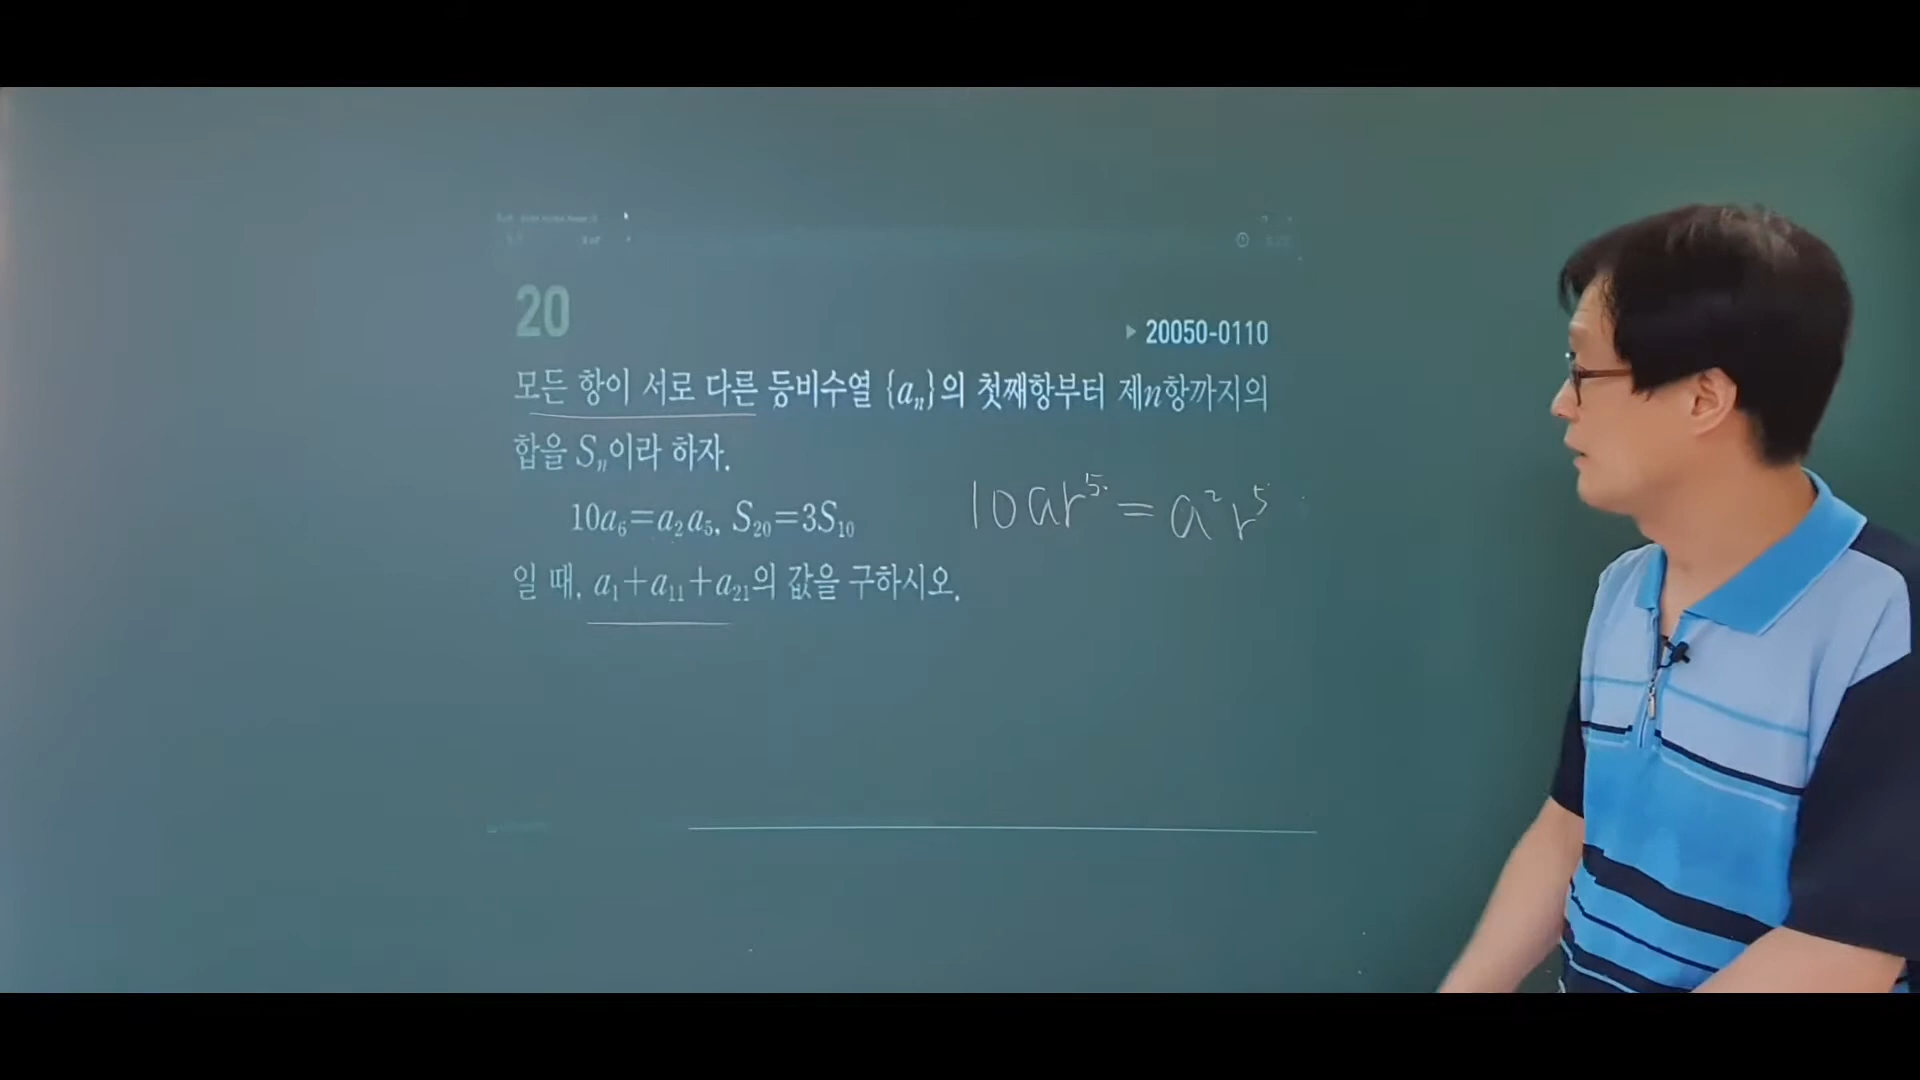 20
▶ 20050-0110
모든 항이 서로 다른 등비수열 {aₙ}의 첫째항부터 제n항까지의
합을 Sₙ이라 하자.
10a₆=a₂a₅, S₂₀=3S₁₀
10ar⁵=a²r⁵
일 때, a₁+a₁₁+a₂₁의 값을 구하시오.